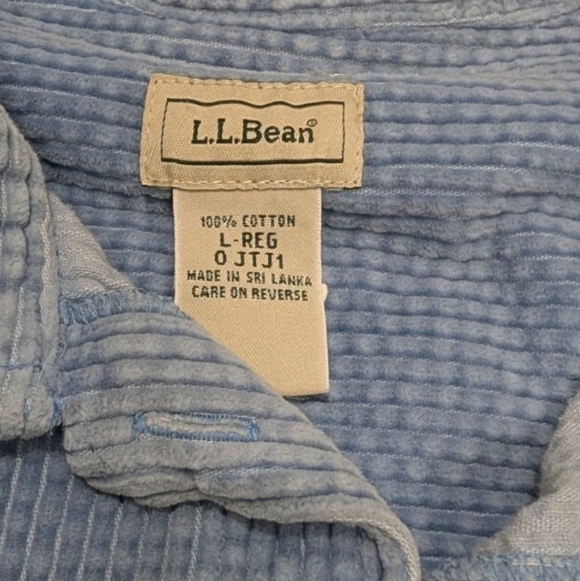 L.L.Bean®
100% COTTON
L-REG
0 JTJ1
MADE IN SRI LANKA
CARE ON REVERSE